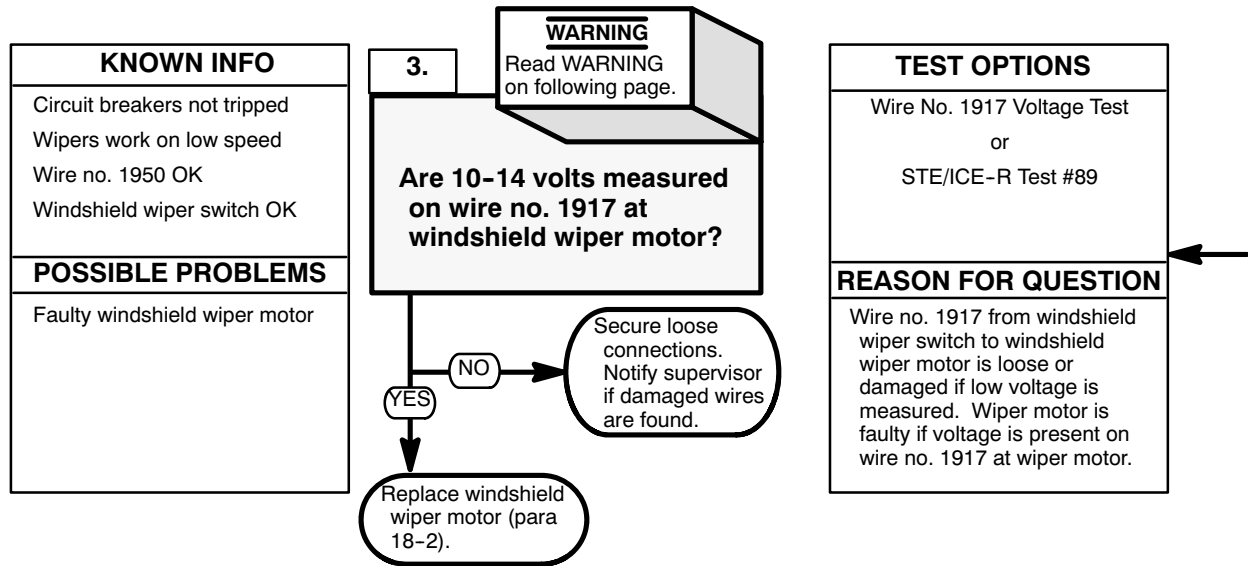 KNOWN INFO
Circuit breakers not tripped
Wipers work on low speed
Wire no. 1950 OK
Windshield wiper switch OK
POSSIBLE PROBLEMS
Faulty windshield wiper motor
3.
WARNING
Read WARNING
on following page.
Are 10-14 volts measured
on wire no. 1917 at
windshield wiper motor?
NO
YES
Secure loose
connections.
Notify supervisor
if damaged wires
are found.
Replace windshield
wiper motor (para
18-2).
TEST OPTIONS
Wire No. 1917 Voltage Test
or
STE/ICE-R Test #89
REASON FOR QUESTION
Wire no. 1917 from windshield
wiper switch to windshield
wiper motor is loose or
damaged if low voltage is
measured. Wiper motor is
faulty if voltage is present on
wire no. 1917 at wiper motor.